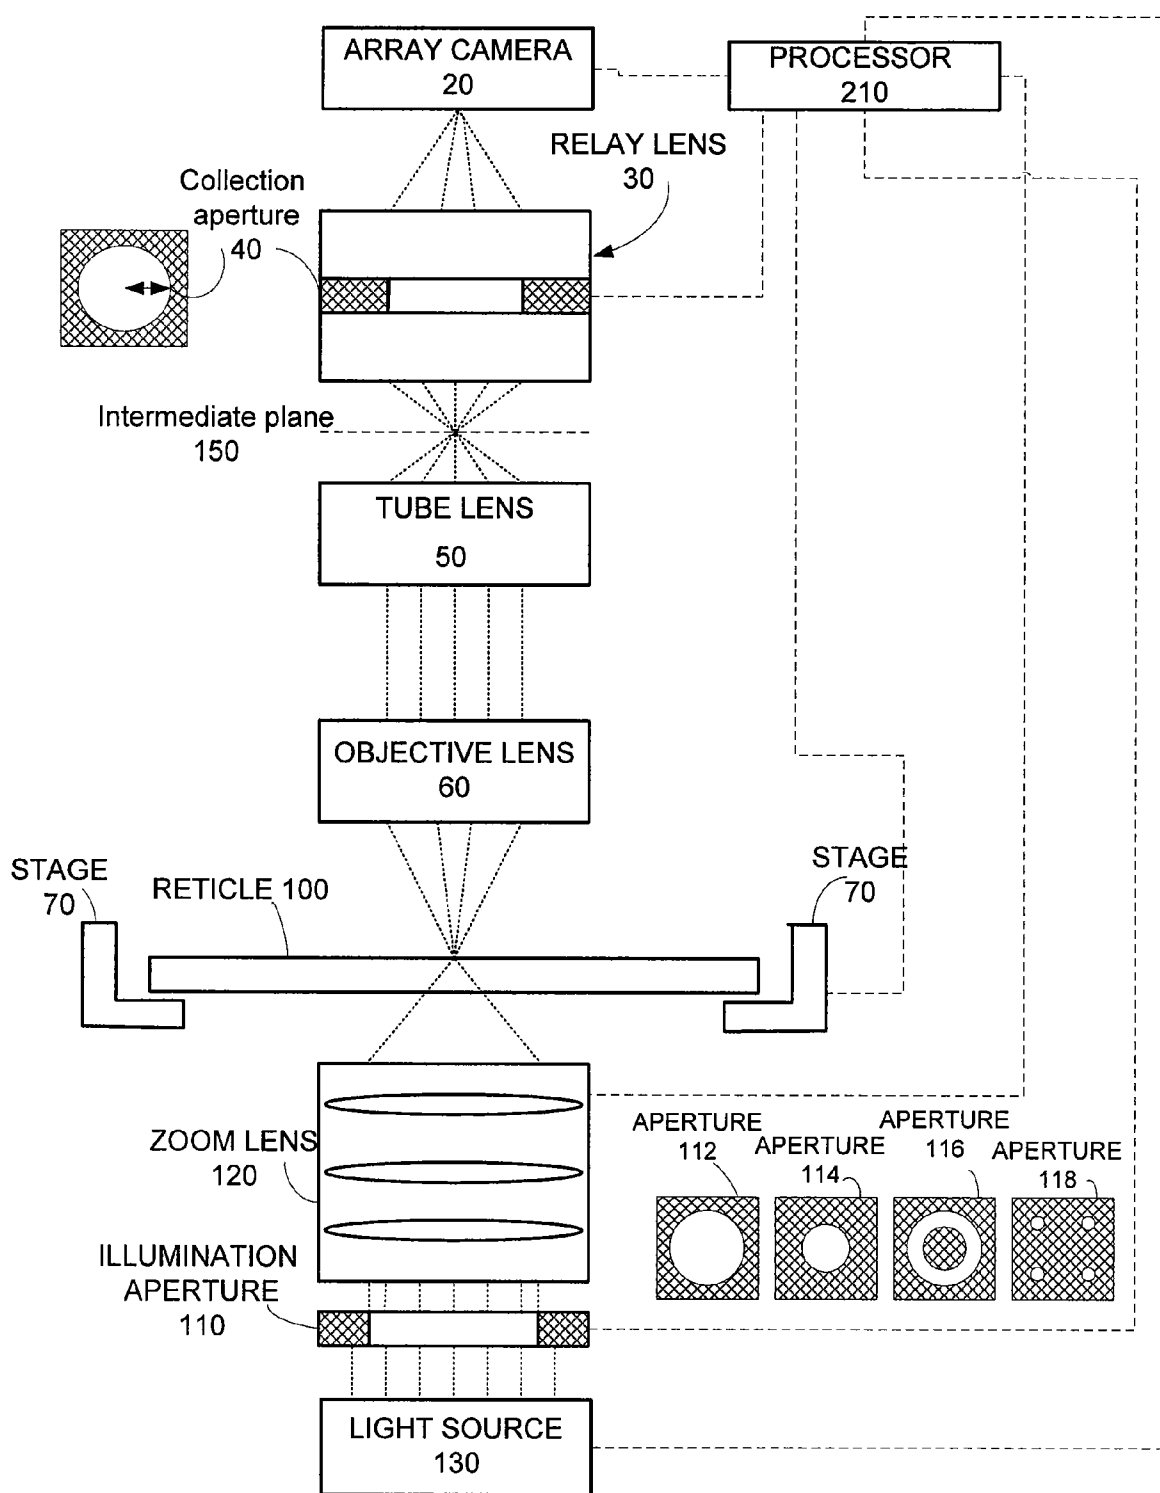 ARRAY CAMERA
20
PROCESSOR
210
RELAY LENS
30
Collection
aperture
40
Intermediate plane
150
TUBE LENS
50
OBJECTIVE LENS
60
STAGE
70
RETICLE 100
STAGE
70
ZOOM LENS
120
APERTURE
112
APERTURE
114
APERTURE
116
APERTURE
118
ILLUMINATION
APERTURE
110
LIGHT SOURCE
130